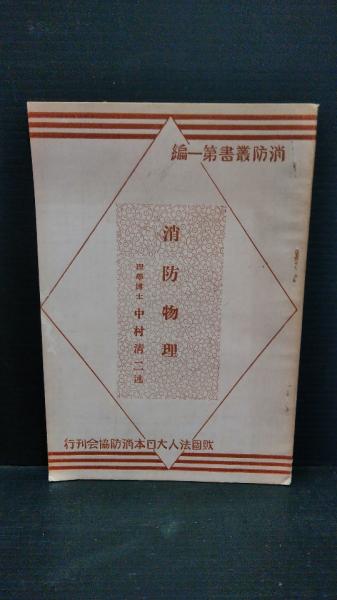 消防叢書第一編
消防物理
理學博士 中村清二述
財團法人大日本消防協会刊行